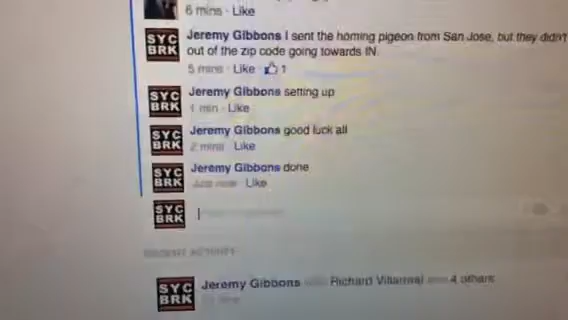 6 mins · Like
SYC BRK
Jeremy Gibbons I sent the homing pigeon from San Jose, but they didn't
out of the zip code going towards IN.
5 mins · Like 1
SYC BRK
Jeremy Gibbons setting up
1 min · Like
SYC BRK
Jeremy Gibbons good luck all
2 mins · Like
SYC BRK
Jeremy Gibbons done
Just now · Like
SYC BRK
RECENT ACTIVITY
SYC BRK
Jeremy Gibbons Richard Villarreal 4 others